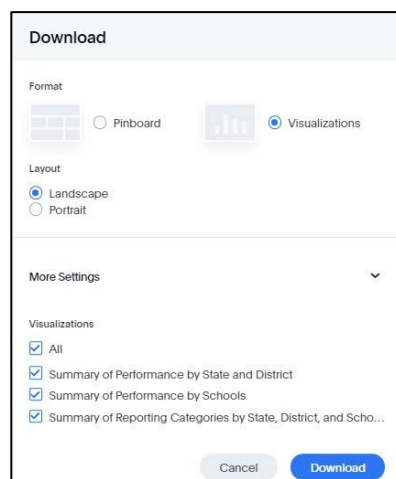 Download
Format
Pinboard
Visualizations
Layout
Landscape
Portrait
More Settings
Visualizations
All
Summary of Performance by State and District
Summary of Performance by Schools
Summary of Reporting Categories by State, District, and Scho...
Cancel
Download